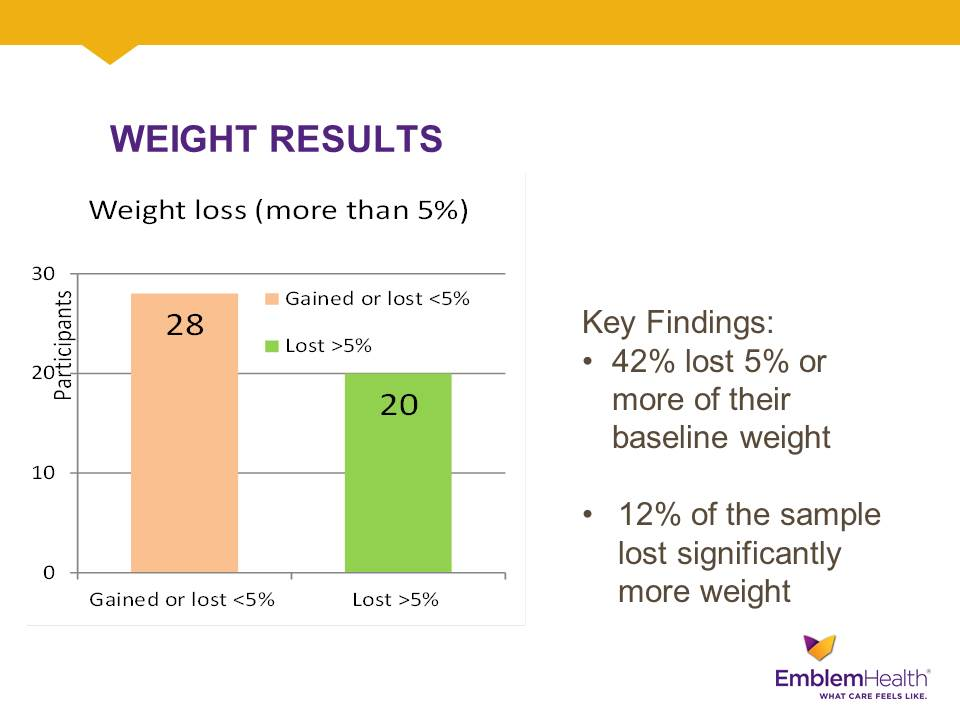 WEIGHT RESULTS
Weight loss (more than 5%)
30
20
10
0
Participants
28
20
Gained or lost <5%
Lost >5%
Gained or lost <5%
Lost >5%
Key Findings:
• 42% lost 5% or
more of their
baseline weight
• 12% of the sample
lost significantly
more weight
EmblemHealth®
WHAT CARE FEELS LIKE.